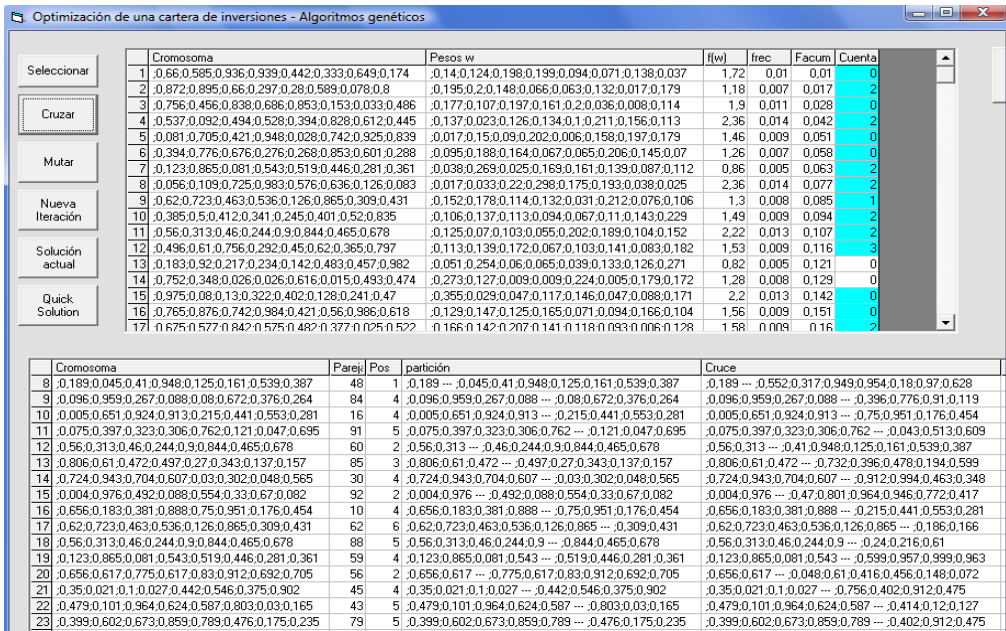 Optimización de una cartera de inversiones - Algoritmos genéticos
Seleccionar
Cruzar
Mutar
Nueva
Iteración
Solución
actual
Quick
Solution
Cromosoma Pesos w f(w) frec Facum Cuenta
1 ;0,66;0,585;0,936;0,939;0,442;0,333;0,649;0,174 ;0,14;0,124;0,198;0,199;0,094;0,071;0,138;0,037 1,72 0,01 0,01 0
2 ;0,872;0,895;0,66;0,297;0,28;0,589;0,078;0,8 ;0,195;0,2;0,148;0,066;0,063;0,132;0,017;0,179 1,18 0,007 0,017 2
3 ;0,756;0,456;0,838;0,686;0,853;0,153;0,033;0,486 ;0,177;0,107;0,197;0,161;0,2;0,036;0,008;0,114 1,9 0,011 0,028 0
4 ;0,537;0,092;0,494;0,528;0,394;0,828;0,612;0,445 ;0,137;0,023;0,126;0,134;0,1;0,211;0,156;0,113 2,36 0,014 0,042 2
5 ;0,081;0,705;0,421;0,948;0,028;0,742;0,925;0,839 ;0,017;0,15;0,09;0,202;0,006;0,158;0,197;0,179 1,46 0,009 0,051 0
6 ;0,394;0,776;0,676;0,276;0,268;0,853;0,601;0,288 ;0,095;0,188;0,164;0,067;0,065;0,206;0,145;0,07 1,26 0,007 0,058 0
7 ;0,123;0,865;0,081;0,543;0,519;0,446;0,281;0,361 ;0,038;0,269;0,025;0,169;0,161;0,139;0,087;0,112 0,86 0,005 0,063 2
8 ;0,056;0,109;0,725;0,983;0,576;0,636;0,126;0,083 ;0,017;0,033;0,22;0,298;0,175;0,193;0,038;0,025 2,36 0,014 0,077 2
9 ;0,62;0,723;0,463;0,536;0,126;0,865;0,309;0,431 ;0,152;0,178;0,114;0,132;0,031;0,212;0,076;0,106 1,3 0,008 0,085 1
10 ;0,385;0,5;0,412;0,341;0,245;0,401;0,52;0,835 ;0,106;0,137;0,113;0,094;0,067;0,11;0,143;0,229 1,49 0,009 0,094 2
11 ;0,56;0,313;0,46;0,244;0,9;0,844;0,465;0,678 ;0,125;0,07;0,103;0,055;0,202;0,189;0,104;0,152 2,22 0,013 0,107 2
12 ;0,496;0,61;0,756;0,292;0,45;0,62;0,365;0,797 ;0,113;0,139;0,172;0,067;0,103;0,141;0,083;0,182 1,53 0,009 0,116 3
13 ;0,183;0,92;0,217;0,234;0,142;0,483;0,457;0,982 ;0,051;0,254;0,06;0,065;0,039;0,133;0,126;0,271 0,82 0,005 0,121 0
14 ;0,752;0,348;0,026;0,026;0,616;0,015;0,493;0,474 ;0,273;0,127;0,009;0,009;0,224;0,005;0,179;0,172 1,28 0,008 0,129 0
15 ;0,975;0,08;0,13;0,322;0,402;0,128;0,241;0,47 ;0,355;0,029;0,047;0,117;0,146;0,047;0,088;0,171 2,2 0,013 0,142 0
16 ;0,765;0,876;0,742;0,984;0,421;0,56;0,986;0,618 ;0,129;0,147;0,125;0,165;0,071;0,094;0,166;0,104 1,56 0,009 0,151 0
17 ;0,675;0,577;0,842;0,575;0,482;0,377;0,025;0,522 ;0,166;0,142;0,207;0,141;0,118;0,093;0,006;0,128 1,58 0,009 0,16 2
Cromosoma Pareja Pos partición Cruce
8 ;0,189;0,045;0,41;0,948;0,125;0,161;0,539;0,387 48 1 ;0,189 --- ;0,045;0,41;0,948;0,125;0,161;0,539;0,387 ;0,189 --- ;0,552;0,317;0,949;0,954;0,18;0,97;0,628
9 ;0,096;0,959;0,267;0,088;0,08;0,672;0,376;0,264 84 4 ;0,096;0,959;0,267;0,088 --- ;0,08;0,672;0,376;0,264 ;0,096;0,959;0,267;0,088 --- ;0,396;0,776;0,91;0,119
10 ;0,005;0,651;0,924;0,913;0,215;0,441;0,553;0,281 16 4 ;0,005;0,651;0,924;0,913 --- ;0,215;0,441;0,553;0,281 ;0,005;0,651;0,924;0,913 --- ;0,75;0,951;0,176;0,454
11 ;0,075;0,397;0,323;0,306;0,762;0,121;0,047;0,695 91 5 ;0,075;0,397;0,323;0,306;0,762 --- ;0,121;0,047;0,695 ;0,075;0,397;0,323;0,306;0,762 --- ;0,043;0,513;0,609
12 ;0,56;0,313;0,46;0,244;0,9;0,844;0,465;0,678 60 2 ;0,56;0,313 --- ;0,46;0,244;0,9;0,844;0,465;0,678 ;0,56;0,313 --- ;0,41;0,948;0,125;0,161;0,539;0,387
13 ;0,806;0,61;0,472;0,497;0,27;0,343;0,137;0,157 85 3 ;0,806;0,61;0,472 --- ;0,497;0,27;0,343;0,137;0,157 ;0,806;0,61;0,472 --- ;0,732;0,396;0,478;0,194;0,599
14 ;0,724;0,943;0,704;0,607;0,03;0,302;0,048;0,565 30 4 ;0,724;0,943;0,704;0,607 --- ;0,03;0,302;0,048;0,565 ;0,724;0,943;0,704;0,607 --- ;0,912;0,994;0,463;0,348
15 ;0,004;0,976;0,492;0,088;0,554;0,33;0,67;0,082 92 2 ;0,004;0,976 --- ;0,492;0,088;0,554;0,33;0,67;0,082 ;0,004;0,976 --- ;0,47;0,801;0,964;0,946;0,772;0,417
16 ;0,656;0,183;0,381;0,888;0,75;0,951;0,176;0,454 10 4 ;0,656;0,183;0,381;0,888 --- ;0,75;0,951;0,176;0,454 ;0,656;0,183;0,381;0,888 --- ;0,215;0,441;0,553;0,281
17 ;0,62;0,723;0,463;0,536;0,126;0,865;0,309;0,431 62 6 ;0,62;0,723;0,463;0,536;0,126;0,865 --- ;0,309;0,431 ;0,62;0,723;0,463;0,536;0,126;0,865 --- ;0,186;0,166
18 ;0,56;0,313;0,46;0,244;0,9;0,844;0,465;0,678 88 5 ;0,56;0,313;0,46;0,244;0,9 --- ;0,844;0,465;0,678 ;0,56;0,313;0,46;0,244;0,9 --- ;0,24;0,216;0,61
19 ;0,123;0,865;0,081;0,543;0,519;0,446;0,281;0,361 59 4 ;0,123;0,865;0,081;0,543 --- ;0,519;0,446;0,281;0,361 ;0,123;0,865;0,081;0,543 --- ;0,599;0,957;0,999;0,963
20 ;0,656;0,617;0,775;0,617;0,83;0,912;0,692;0,705 56 2 ;0,656;0,617 --- ;0,775;0,617;0,83;0,912;0,692;0,705 ;0,656;0,617 --- ;0,048;0,61;0,416;0,456;0,148;0,072
21 ;0,35;0,021;0,1;0,027;0,442;0,546;0,375;0,902 45 4 ;0,35;0,021;0,1;0,027 --- ;0,442;0,546;0,375;0,902 ;0,35;0,021;0,1;0,027 --- ;0,756;0,402;0,912;0,475
22 ;0,479;0,101;0,964;0,624;0,587;0,803;0,03;0,165 43 5 ;0,479;0,101;0,964;0,624;0,587 --- ;0,803;0,03;0,165 ;0,479;0,101;0,964;0,624;0,587 --- ;0,414;0,12;0,127
23 ;0,399;0,602;0,673;0,859;0,789;0,476;0,175;0,235 79 5 ;0,399;0,602;0,673;0,859;0,789 --- ;0,476;0,175;0,235 ;0,399;0,602;0,673;0,859;0,789 --- ;0,402;0,912;0,475